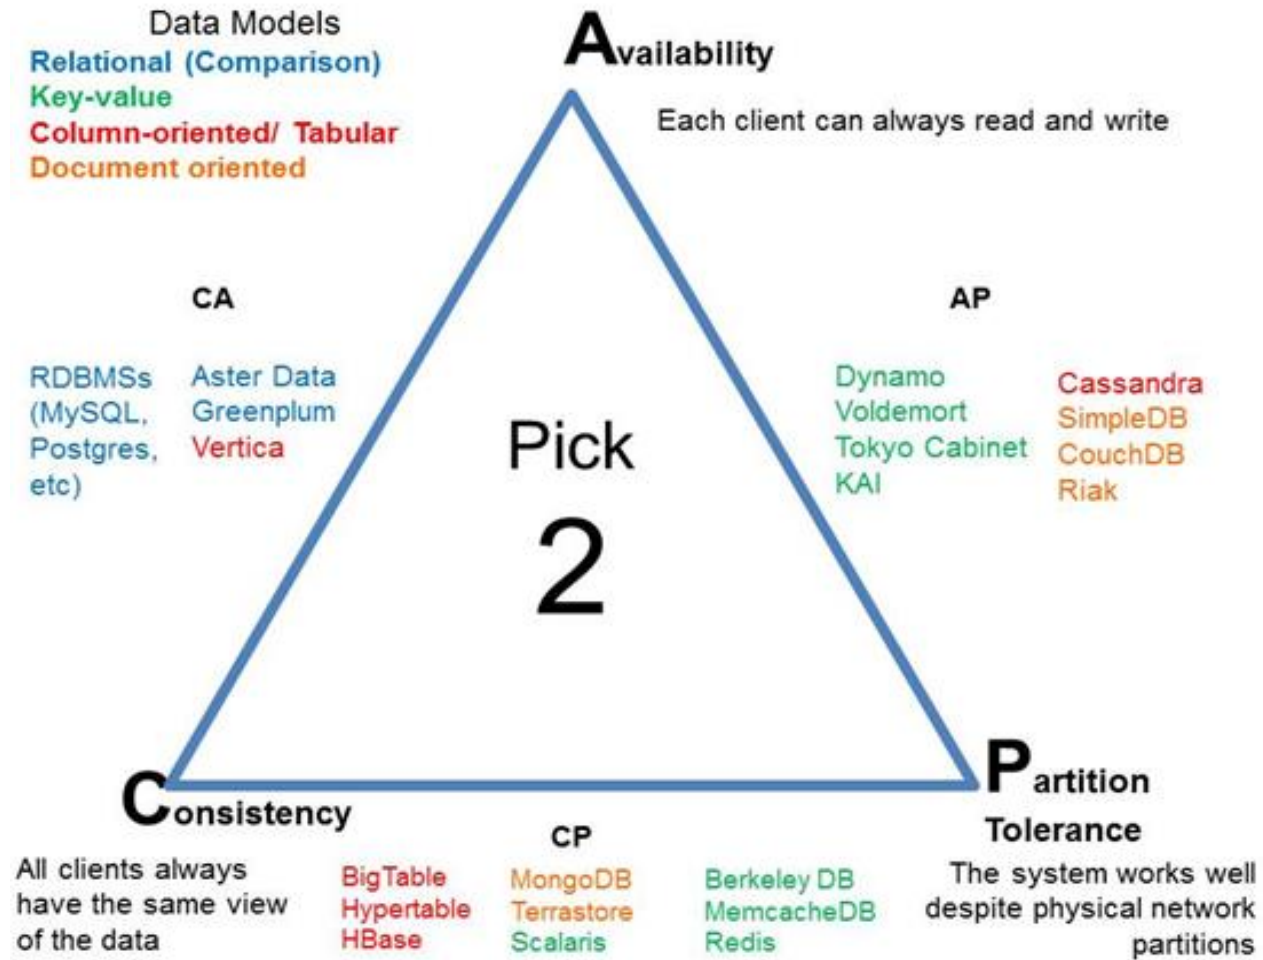 Data Models
Relational (Comparison)
Key-value
Column-oriented/ Tabular
Document oriented
Availability
Each client can always read and write
CA
RDBMSs
(MySQL,
Postgres,
etc)
Aster Data
Greenplum
Vertica
Pick
2
AP
Dynamo
Voldemort
Tokyo Cabinet
KAI
Cassandra
SimpleDB
CouchDB
Riak
Consistency
All clients always
have the same view
of the data
CP
BigTable
Hypertable
HBase
MongoDB
Terrastore
Scalaris
Berkeley DB
MemcacheDB
Redis
Partition
Tolerance
The system works well
despite physical network
partitions